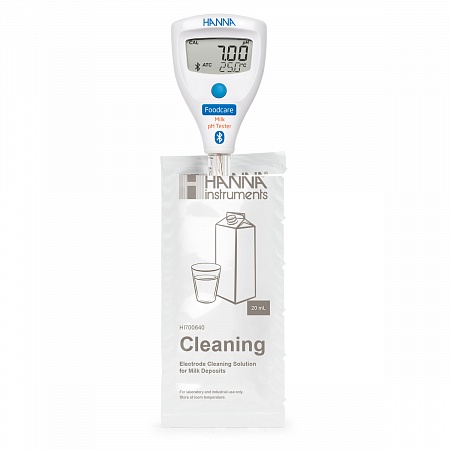 HANNA
CAL pH
7.00
ATC 25.0°C
Foodcare
Milk
pH Tester
HANNA
instruments
20 mL
HI700640
Cleaning
Electrode Cleaning Solution
for Milk Deposits
For laboratory and industrial use only.
Store at room temperature.